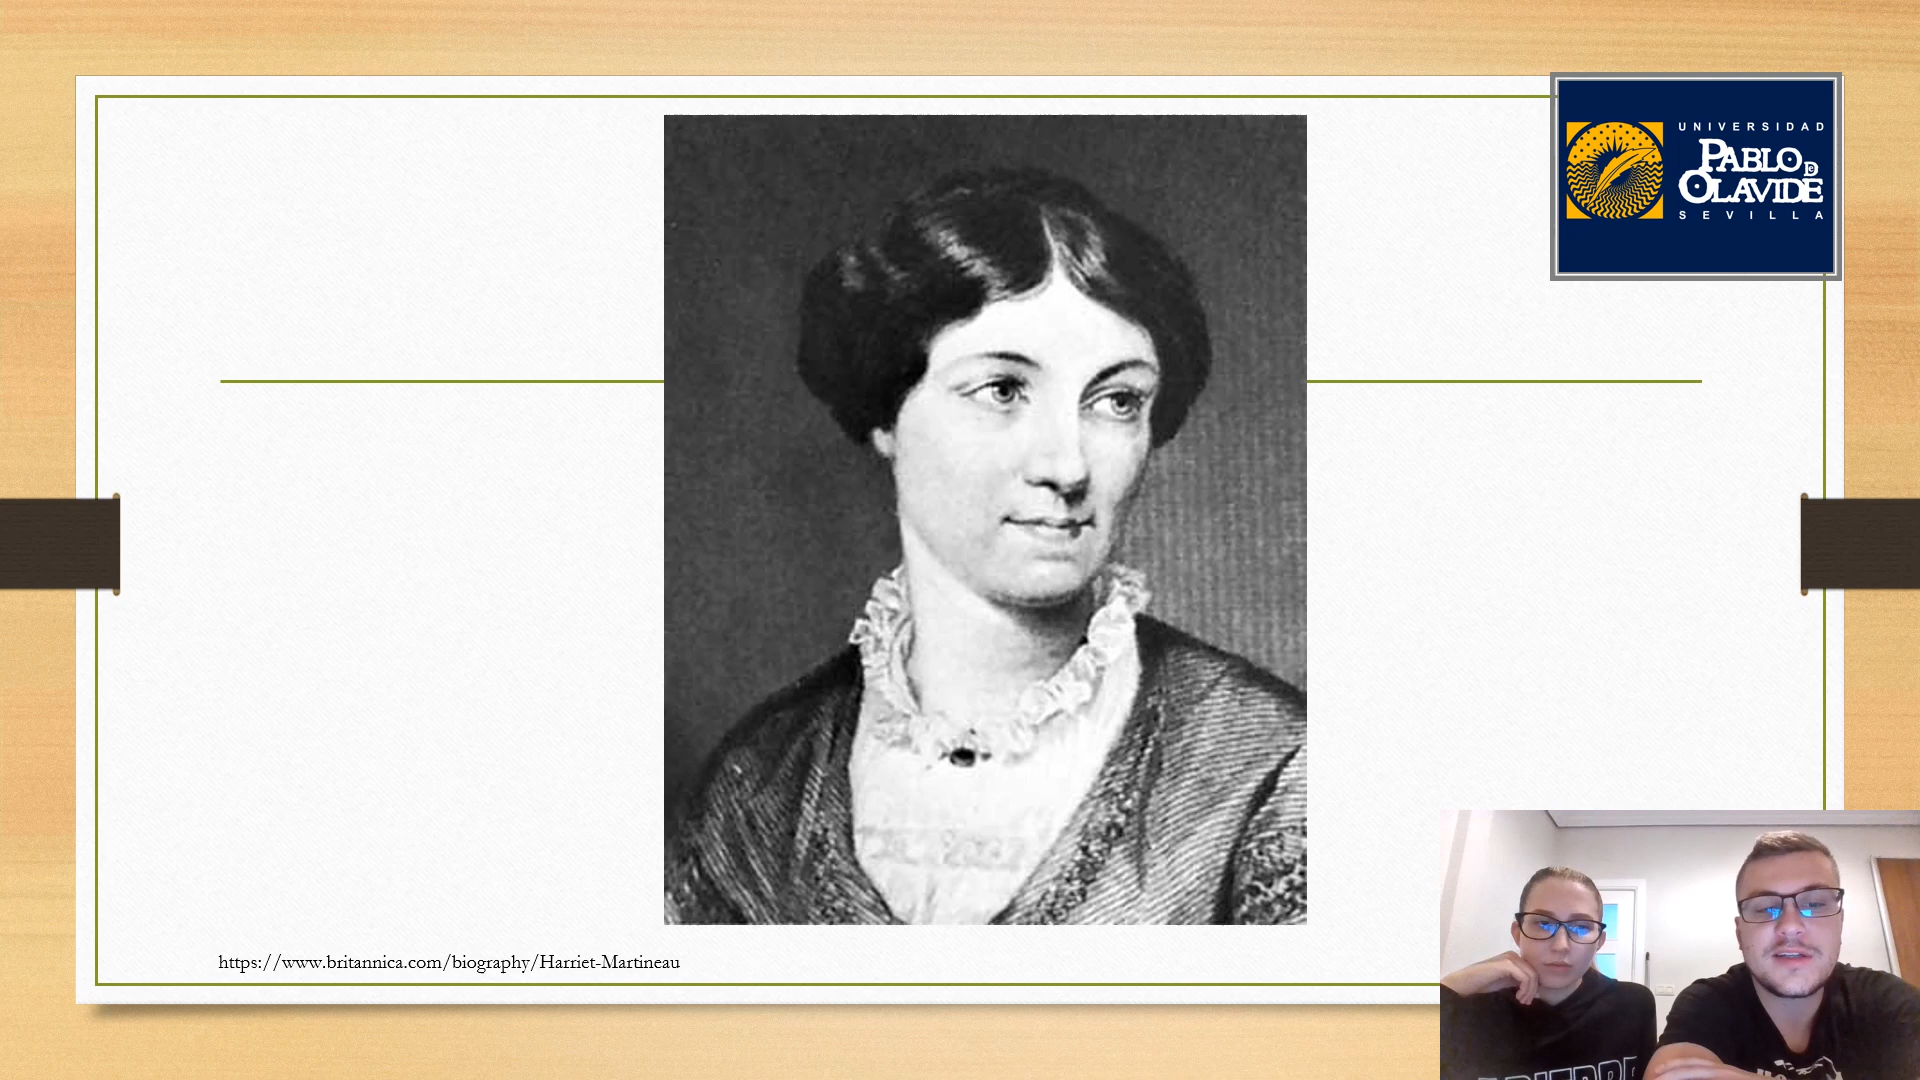 UNIVERSIDAD
PABLO DE
OLAVIDE
SEVILLA
https://www.britannica.com/biography/Harriet-Martineau